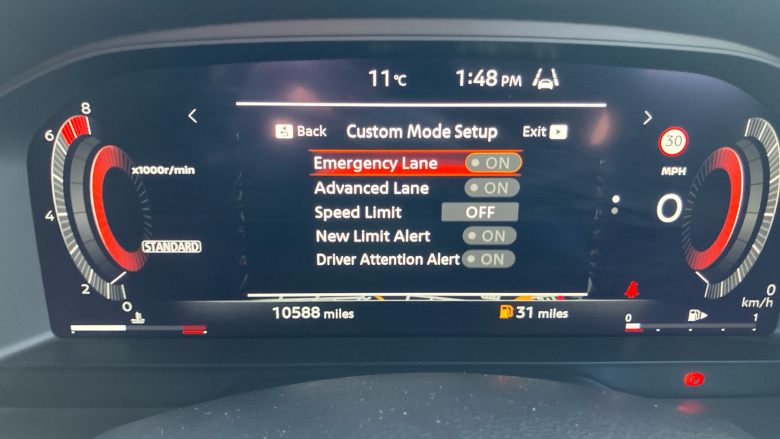 11°C 1:48 PM
Back Custom Mode Setup Exit
Emergency Lane ON
Advanced Lane ON
Speed Limit OFF
New Limit Alert ON
Driver Attention Alert ON
8
6
4
2
0
x1000r/min
STANDARD
30
MPH
0
0
km/h
10588 miles
31 miles
0 1